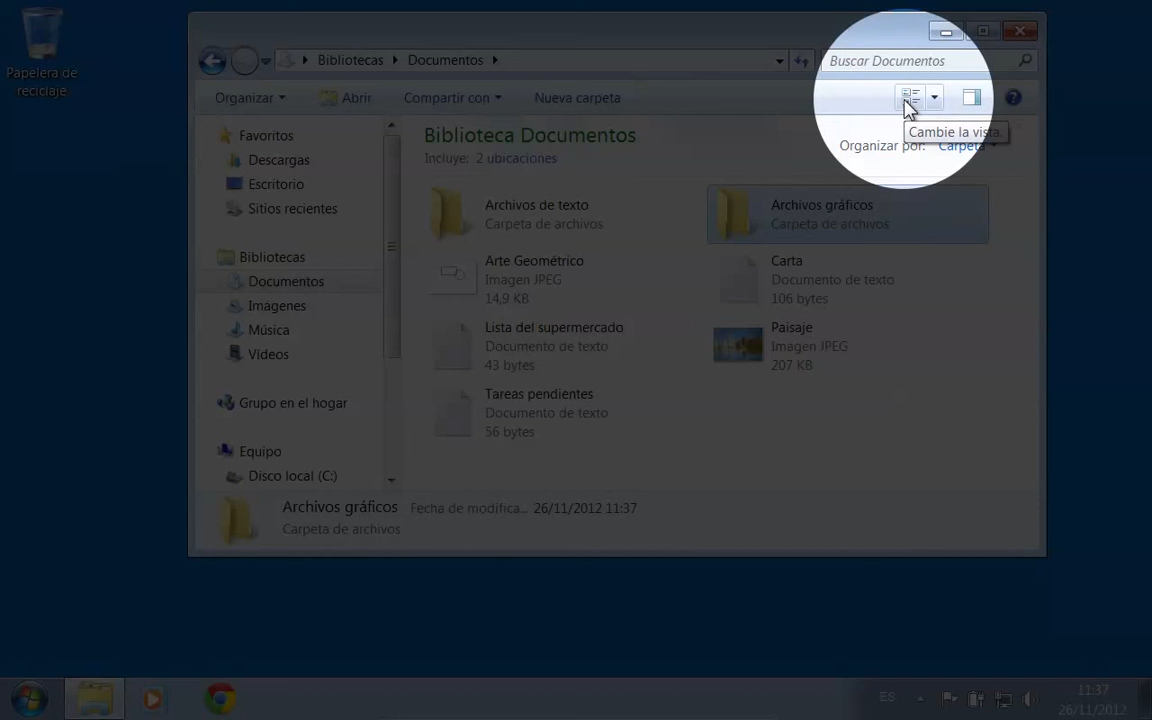 Papelera de
reciclaje
Bibliotecas Documentos
Buscar Documentos
Organizar Abrir Compartir con Nueva carpeta
Cambie la vista.
Favoritos
Descargas
Escritorio
Sitios recientes
Bibliotecas
Documentos
Imágenes
Música
Vídeos
Grupo en el hogar
Equipo
Disco local (C:)
Biblioteca Documentos
Incluye: 2 ubicaciones
Organizar por: Carpeta
Archivos de texto
Carpeta de archivos
Archivos gráficos
Carpeta de archivos
Arte Geométrico
Imagen JPEG
14,9 KB
Carta
Documento de texto
106 bytes
Lista del supermercado
Documento de texto
43 bytes
Paisaje
Imagen JPEG
207 KB
Tareas pendientes
Documento de texto
56 bytes
Archivos gráficos Fecha de modifica... 26/11/2012 11:37
Carpeta de archivos
ES
11:37
26/11/2012